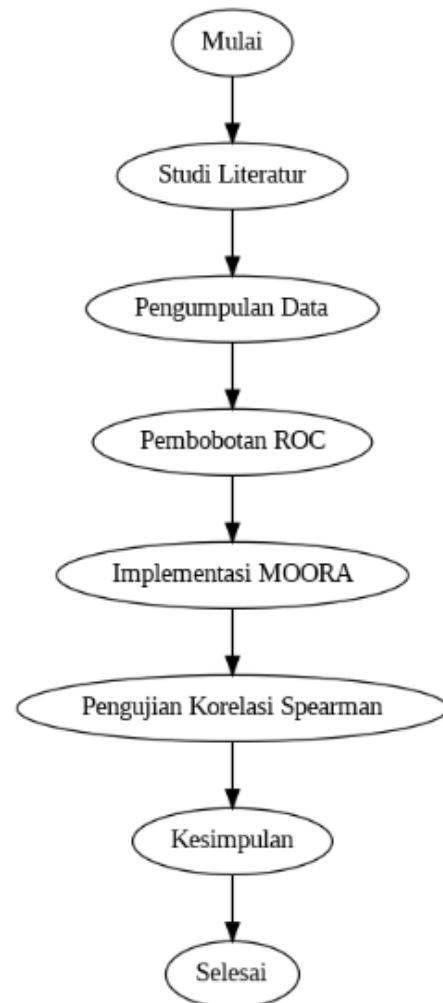 Mulai
Studi Literatur
Pengumpulan Data
Pembobotan ROC
Implementasi MOORA
Pengujian Korelasi Spearman
Kesimpulan
Selesai